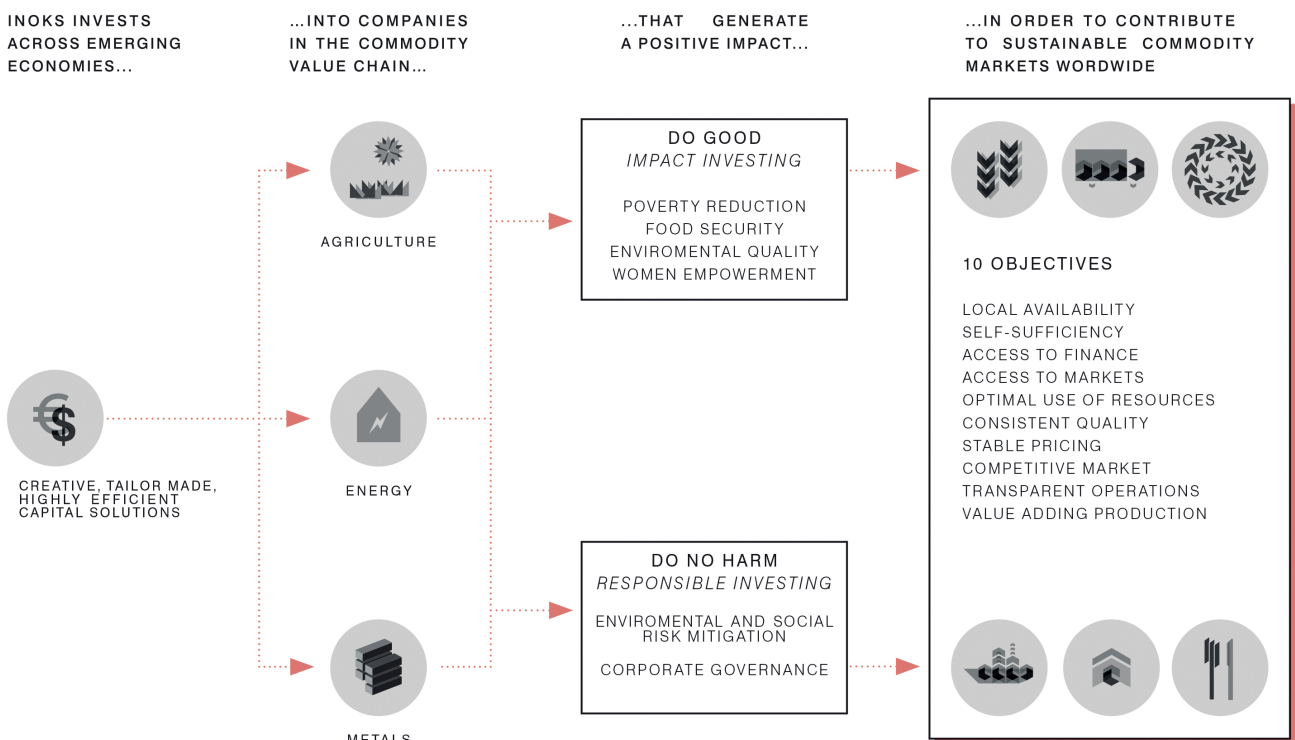 INOKS INVESTS
ACROSS EMERGING
ECONOMIES...
...INTO COMPANIES
IN THE COMMODITY
VALUE CHAIN...
...THAT GENERATE
A POSITIVE IMPACT...
...IN ORDER TO CONTRIBUTE
TO SUSTAINABLE COMMODITY
MARKETS WORLDWIDE
€$
CREATIVE, TAILOR MADE,
HIGHLY EFFICIENT
CAPITAL SOLUTIONS
AGRICULTURE
ENERGY
METALS
DO GOOD
IMPACT INVESTING
POVERTY REDUCTION
FOOD SECURITY
ENVIROMENTAL QUALITY
WOMEN EMPOWERMENT
DO NO HARM
RESPONSIBLE INVESTING
ENVIROMENTAL AND SOCIAL
RISK MITIGATION
CORPORATE GOVERNANCE
10 OBJECTIVES
LOCAL AVAILABILITY
SELF-SUFFICIENCY
ACCESS TO FINANCE
ACCESS TO MARKETS
OPTIMAL USE OF RESOURCES
CONSISTENT QUALITY
STABLE PRICING
COMPETITIVE MARKET
TRANSPARENT OPERATIONS
VALUE ADDING PRODUCTION